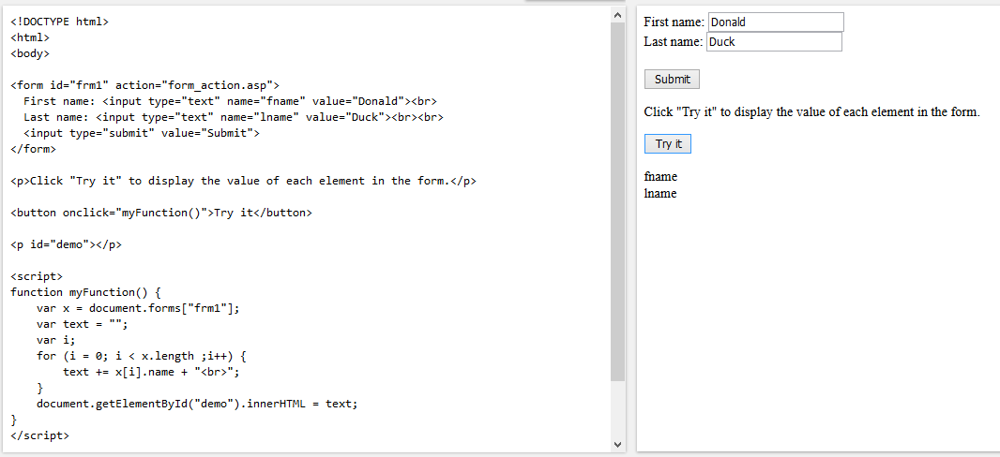 <!DOCTYPE html>
<html>
<body>

<form id="frm1" action="form_action.asp">
  First name: <input type="text" name="fname" value="Donald"><br>
  Last name: <input type="text" name="lname" value="Duck"><br><br>
  <input type="submit" value="Submit">
</form>

<p>Click "Try it" to display the value of each element in the form.</p>

<button onclick="myFunction()">Try it</button>

<p id="demo"></p>

<script>
function myFunction() {
    var x = document.forms["frm1"];
    var text = "";
    var i;
    for (i = 0; i < x.length ;i++) {
        text += x[i].name + "<br>";
    }
    document.getElementById("demo").innerHTML = text;
}
</script>
First name: Donald
Last name: Duck
Submit
Click "Try it" to display the value of each element in the form.
Try it
fname
lname